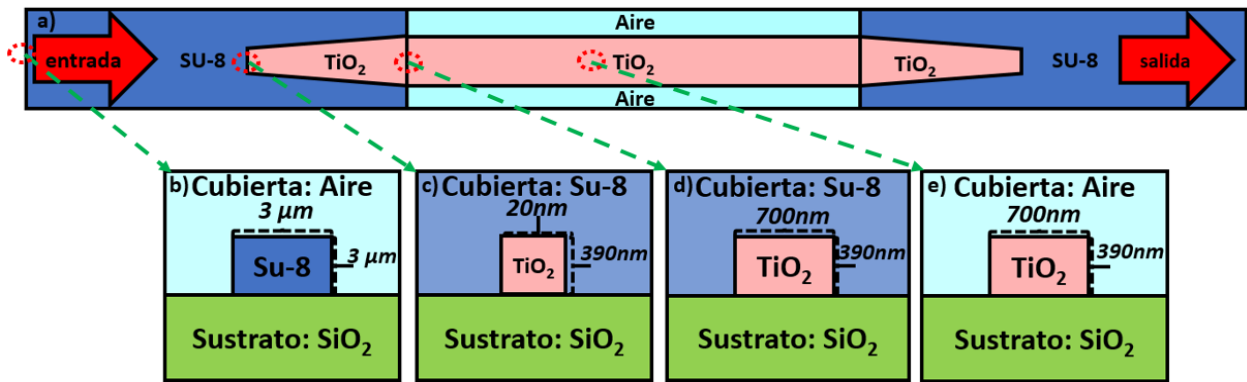 a)
Aire
entrada
SU-8
TiO₂
TiO₂
TiO₂
SU-8
salida
Aire
b) Cubierta: Aire
3 µm
3 µm
Su-8
Sustrato: SiO₂
c) Cubierta: Su-8
20nm
390nm
TiO₂
Sustrato: SiO₂
d) Cubierta: Su-8
700nm
390nm
TiO₂
Sustrato: SiO₂
e) Cubierta: Aire
700nm
390nm
TiO₂
Sustrato: SiO₂